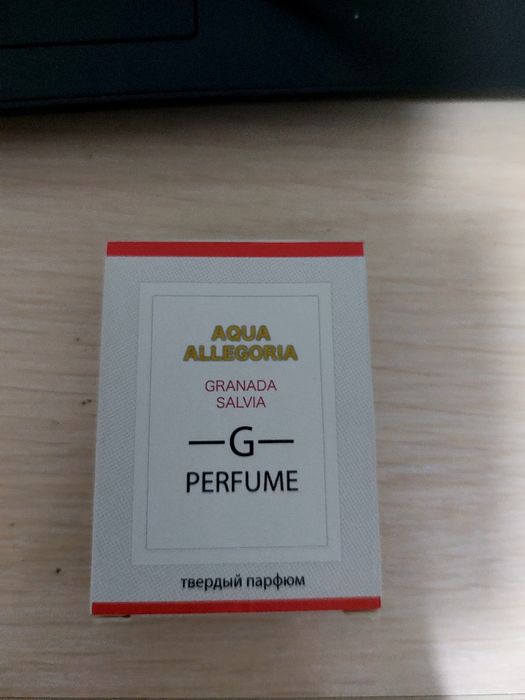 AQUA
ALLEGORIA
GRANADA
SALVIA
—G—
PERFUME
твердый парфюм